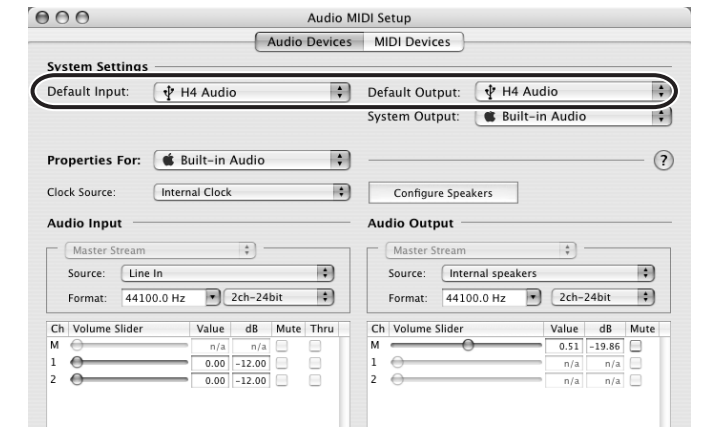 Audio MIDI Setup
Audio Devices MIDI Devices
System Settings
Default Input: H4 Audio Default Output: H4 Audio
System Output: Built-in Audio
Properties For: Built-in Audio ?
Clock Source: Internal Clock Configure Speakers
Audio Input Audio Output
Master Stream Master Stream
Source: Line In Source: Internal speakers
Format: 44100.0 Hz 2ch-24bit Format: 44100.0 Hz 2ch-24bit
Ch Volume Slider Value dB Mute Thru Ch Volume Slider Value dB Mute
M n/a n/a M 0.51 -19.86
1 0.00 -12.00 1 n/a n/a
2 0.00 -12.00 2 n/a n/a